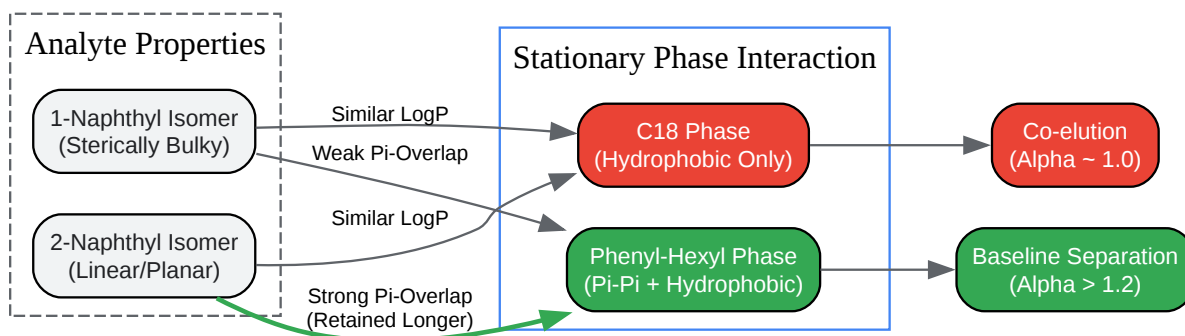 Analyte Properties
1-Naphthyl Isomer
(Sterically Bulky)
2-Naphthyl Isomer
(Linear/Planar)
Similar LogP
Weak Pi-Overlap
Similar LogP
Strong Pi-Overlap
(Retained Longer)
Stationary Phase Interaction
C18 Phase
(Hydrophobic Only)
Phenyl-Hexyl Phase
(Pi-Pi + Hydrophobic)
Co-elution
(Alpha ~ 1.0)
Baseline Separation
(Alpha > 1.2)